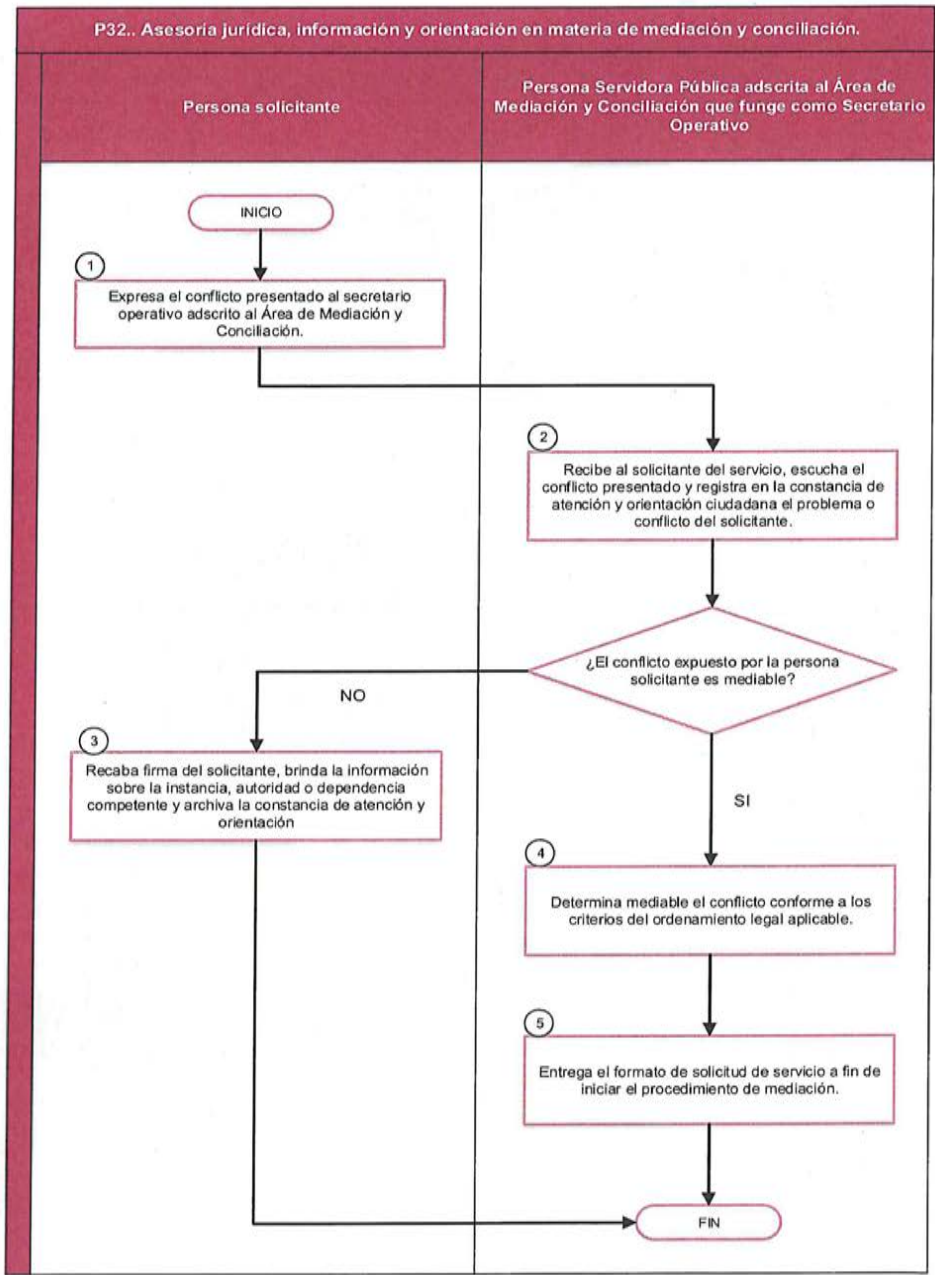 P32.. Asesoría jurídica, información y orientación en materia de mediación y conciliación.
Persona solicitante
Persona Servidora Pública adscrita al Área de
Mediación y Conciliación que funge como Secretario
Operativo
INICIO
1
Expresa el conflicto presentado al secretario
operativo adscrito al Área de Mediación y
Conciliación.
2
Recibe al solicitante del servicio, escucha el
conflicto presentado y registra en la constancia de
atención y orientación ciudadana el problema o
conflicto del solicitante.
¿El conflicto expuesto por la persona
solicitante es mediable?
NO
3
Recaba firma del solicitante, brinda la información
sobre la instancia, autoridad o dependencia
competente y archiva la constancia de atención y
orientación
SI
4
Determina mediable el conflicto conforme a los
criterios del ordenamiento legal aplicable.
5
Entrega el formato de solicitud de servicio a fin de
iniciar el procedimiento de mediación.
FIN